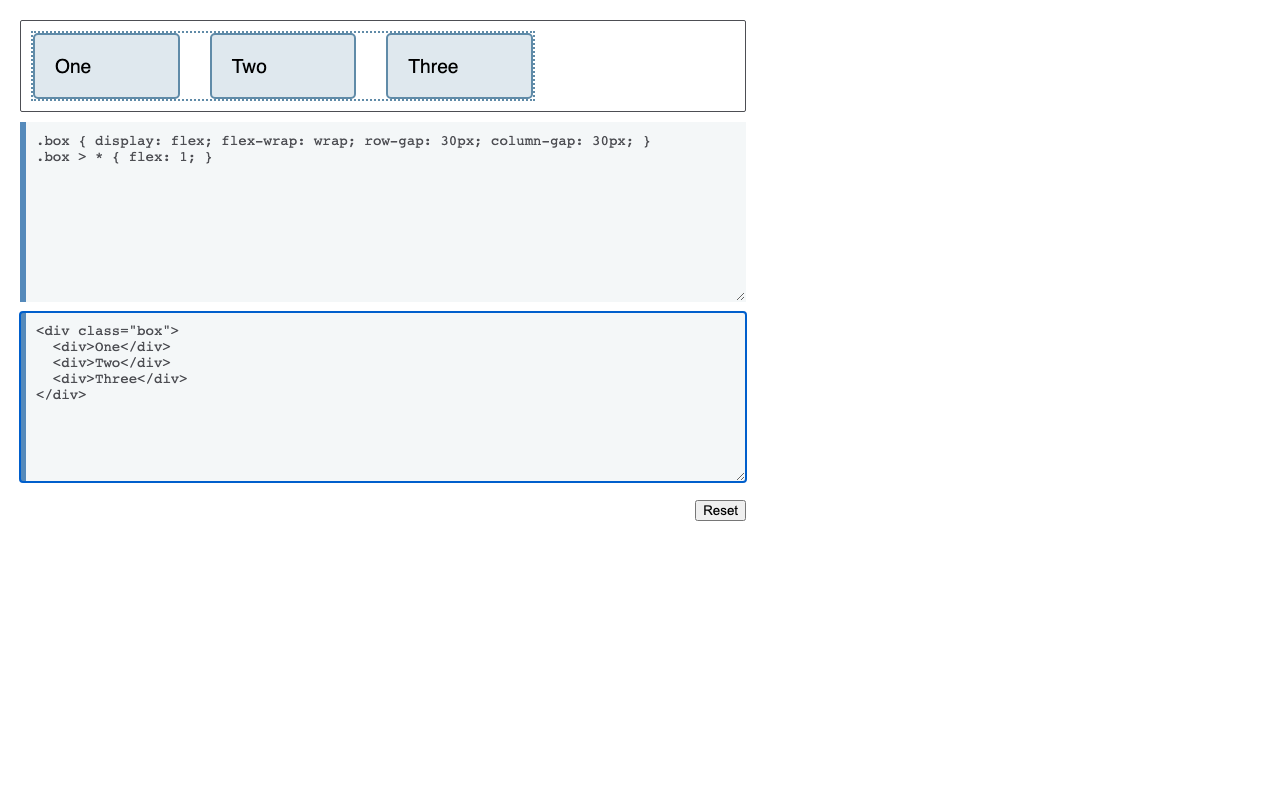 One
Two
Three
.box { display: flex; flex-wrap: wrap; row-gap: 30px; column-gap: 30px; }
.box > * { flex: 1; }
<div class="box">
  <div>One</div>
  <div>Two</div>
  <div>Three</div>
</div>
Reset